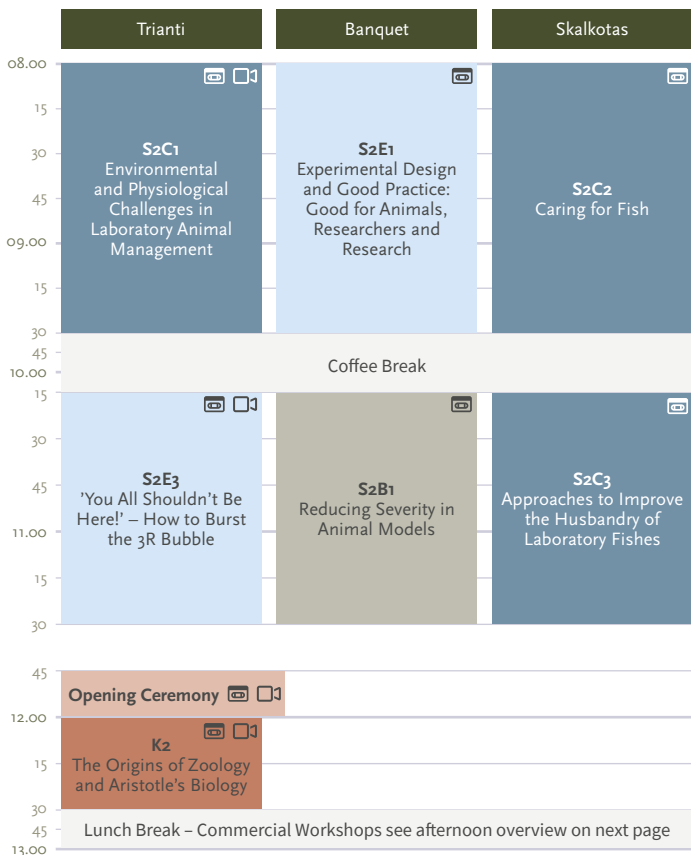 Trianti
Banquet
Skalkotas
08.00
15
30
45
09.00
15
30
45
10.00
15
30
45
11.00
15
30
45
12.00
15
30
45
13.00
S2C1
Environmental
and Physiological
Challenges in
Laboratory Animal
Management
S2E1
Experimental Design
and Good Practice:
Good for Animals,
Researchers and
Research
S2C2
Caring for Fish
Coffee Break
S2E3
’You All Shouldn’t Be
Here!’ – How to Burst
the 3R Bubble
S2B1
Reducing Severity in
Animal Models
S2C3
Approaches to Improve
the Husbandry of
Laboratory Fishes
Opening Ceremony
K2
The Origins of Zoology
and Aristotle’s Biology
Lunch Break – Commercial Workshops see afternoon overview on next page